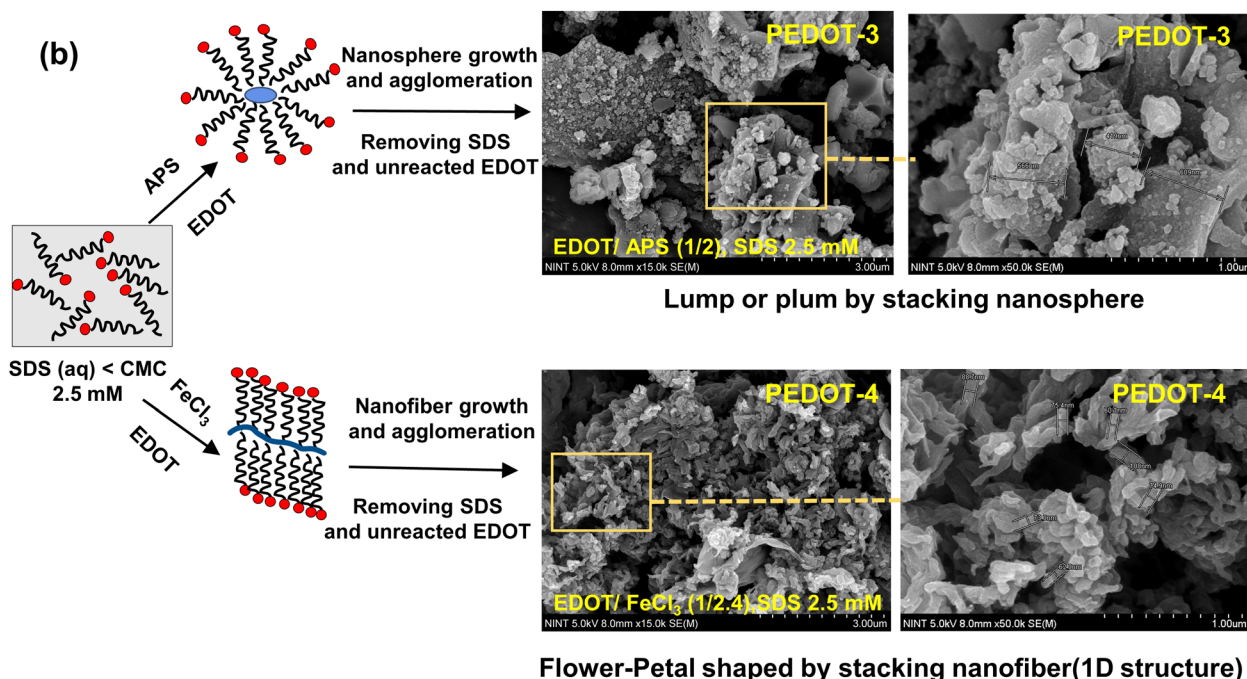 (b)
Nanosphere growth
and agglomeration
Removing SDS
and unreacted EDOT
APS
EDOT
PEDOT-3
EDOT/ APS (1/2), SDS 2.5 mM
NINT 5.0kV 8.0mm x15.0k SE(M)
3.00um
PEDOT-3
NINT 5.0kV 8.0mm x50.0k SE(M)
1.00um
Lump or plum by stacking nanosphere
SDS (aq) < CMC
2.5 mM
FeCl₃
EDOT
Nanofiber growth
and agglomeration
Removing SDS
and unreacted EDOT
PEDOT-4
EDOT/ FeCl₃ (1/2.4),SDS 2.5 mM
NINT 5.0kV 8.0mm x15.0k SE(M)
3.00um
PEDOT-4
NINT 5.0kV 8.0mm x50.0k SE(M)
1.00um
Flower-Petal shaped by stacking nanofiber(1D structure)